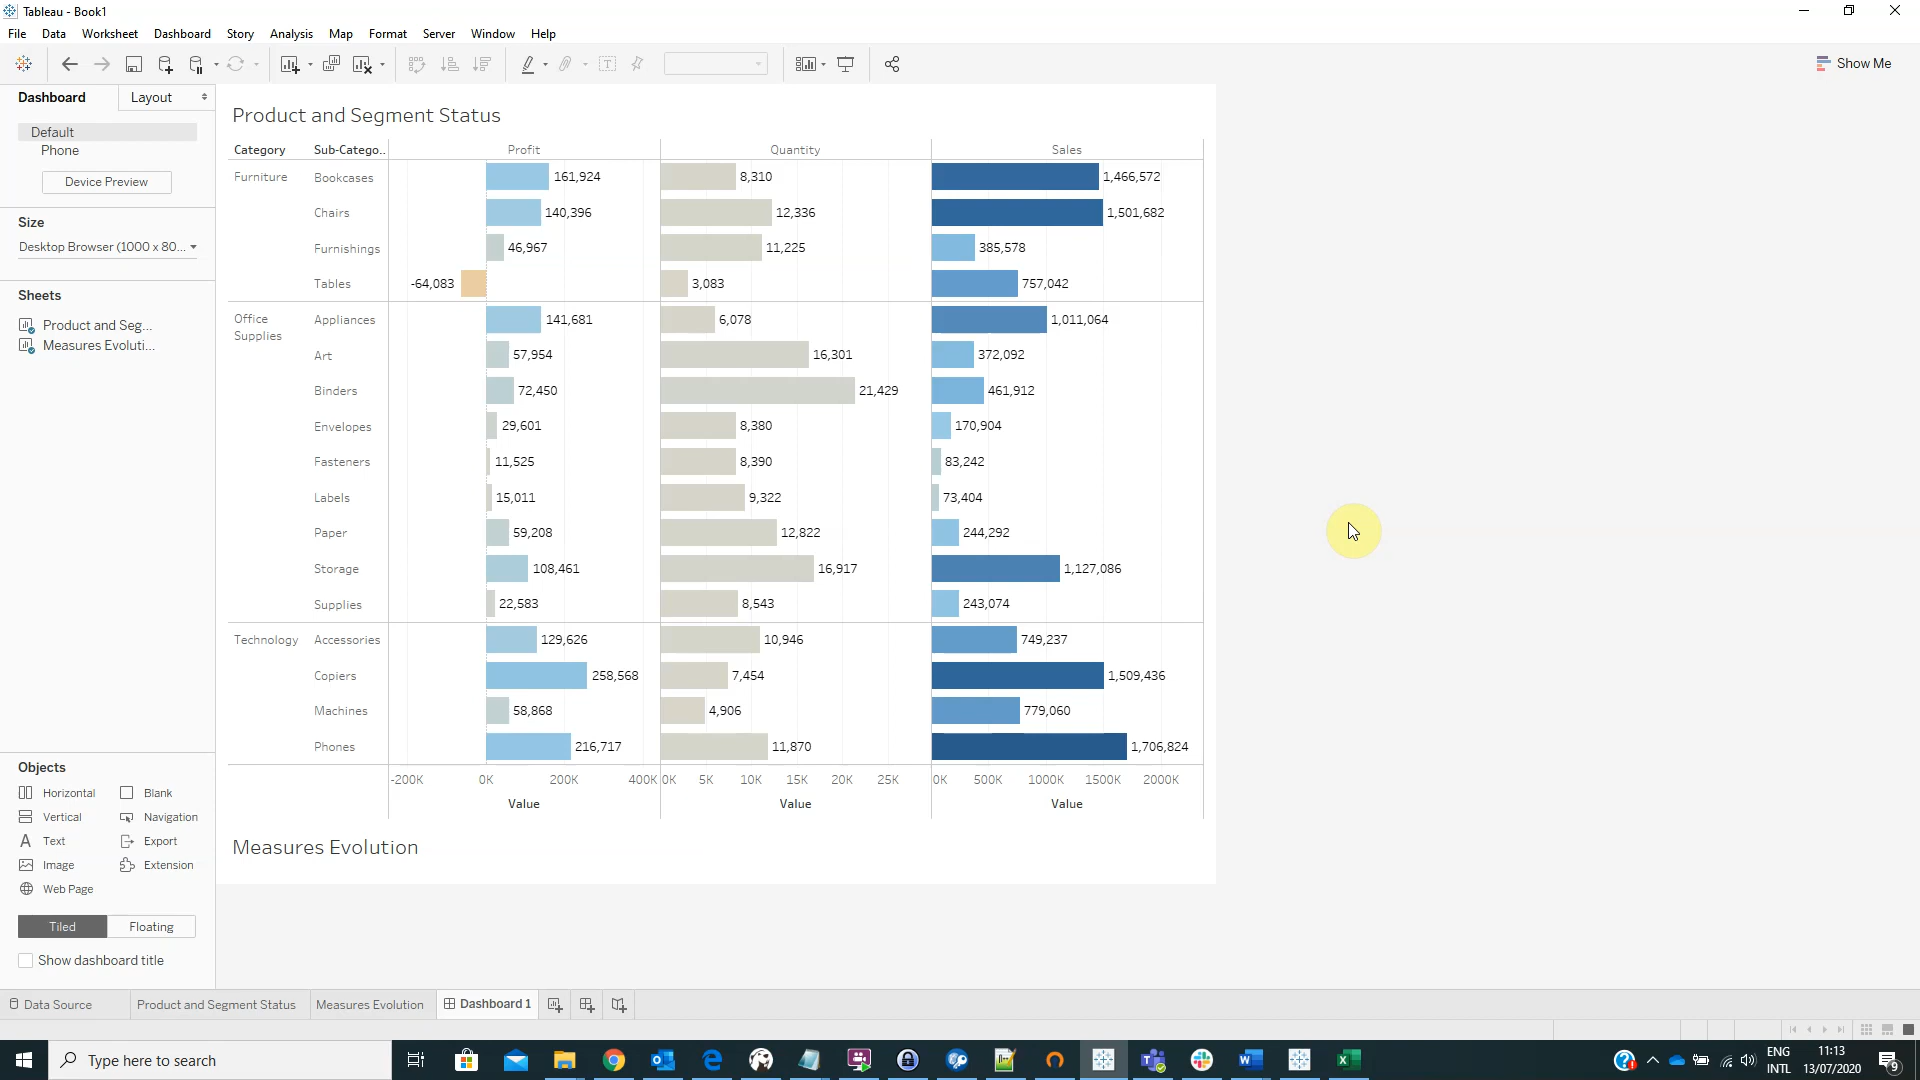 Tableau - Book1
File Data Worksheet Dashboard Story Analysis Map Format Server Window Help
Show Me
Dashboard Layout
Default
Phone
Device Preview
Size
Desktop Browser (1000 x 80...
Sheets
Product and Seg...
Measures Evoluti...
Objects
Horizontal Blank
Vertical Navigation
A Text Export
Image Extension
Web Page
Tiled Floating
Show dashboard title
Product and Segment Status
Category Sub-Catego.. Profit Quantity Sales
Furniture Bookcases 161,924 8,310 1,466,572
Chairs 140,396 12,336 1,501,682
Furnishings 46,967 11,225 385,578
Tables -64,083 3,083 757,042
Office
Supplies
Appliances 141,681 6,078 1,011,064
Art 57,954 16,301 372,092
Binders 72,450 21,429 461,912
Envelopes 29,601 8,380 170,904
Fasteners 11,525 8,390 83,242
Labels 15,011 9,322 73,404
Paper 59,208 12,822 244,292
Storage 108,461 16,917 1,127,086
Supplies 22,583 8,543 243,074
Technology Accessories 129,626 10,946 749,237
Copiers 258,568 7,454 1,509,436
Machines 58,868 4,906 779,060
Phones 216,717 11,870 1,706,824
-200K 0K 200K 400K 0K 5K 10K 15K 20K 25K 0K 500K 1000K 1500K 2000K
Value Value Value
Measures Evolution
Data Source Product and Segment Status Measures Evolution Dashboard 1
Type here to search
ENG
INTL
11:13
13/07/2020
9